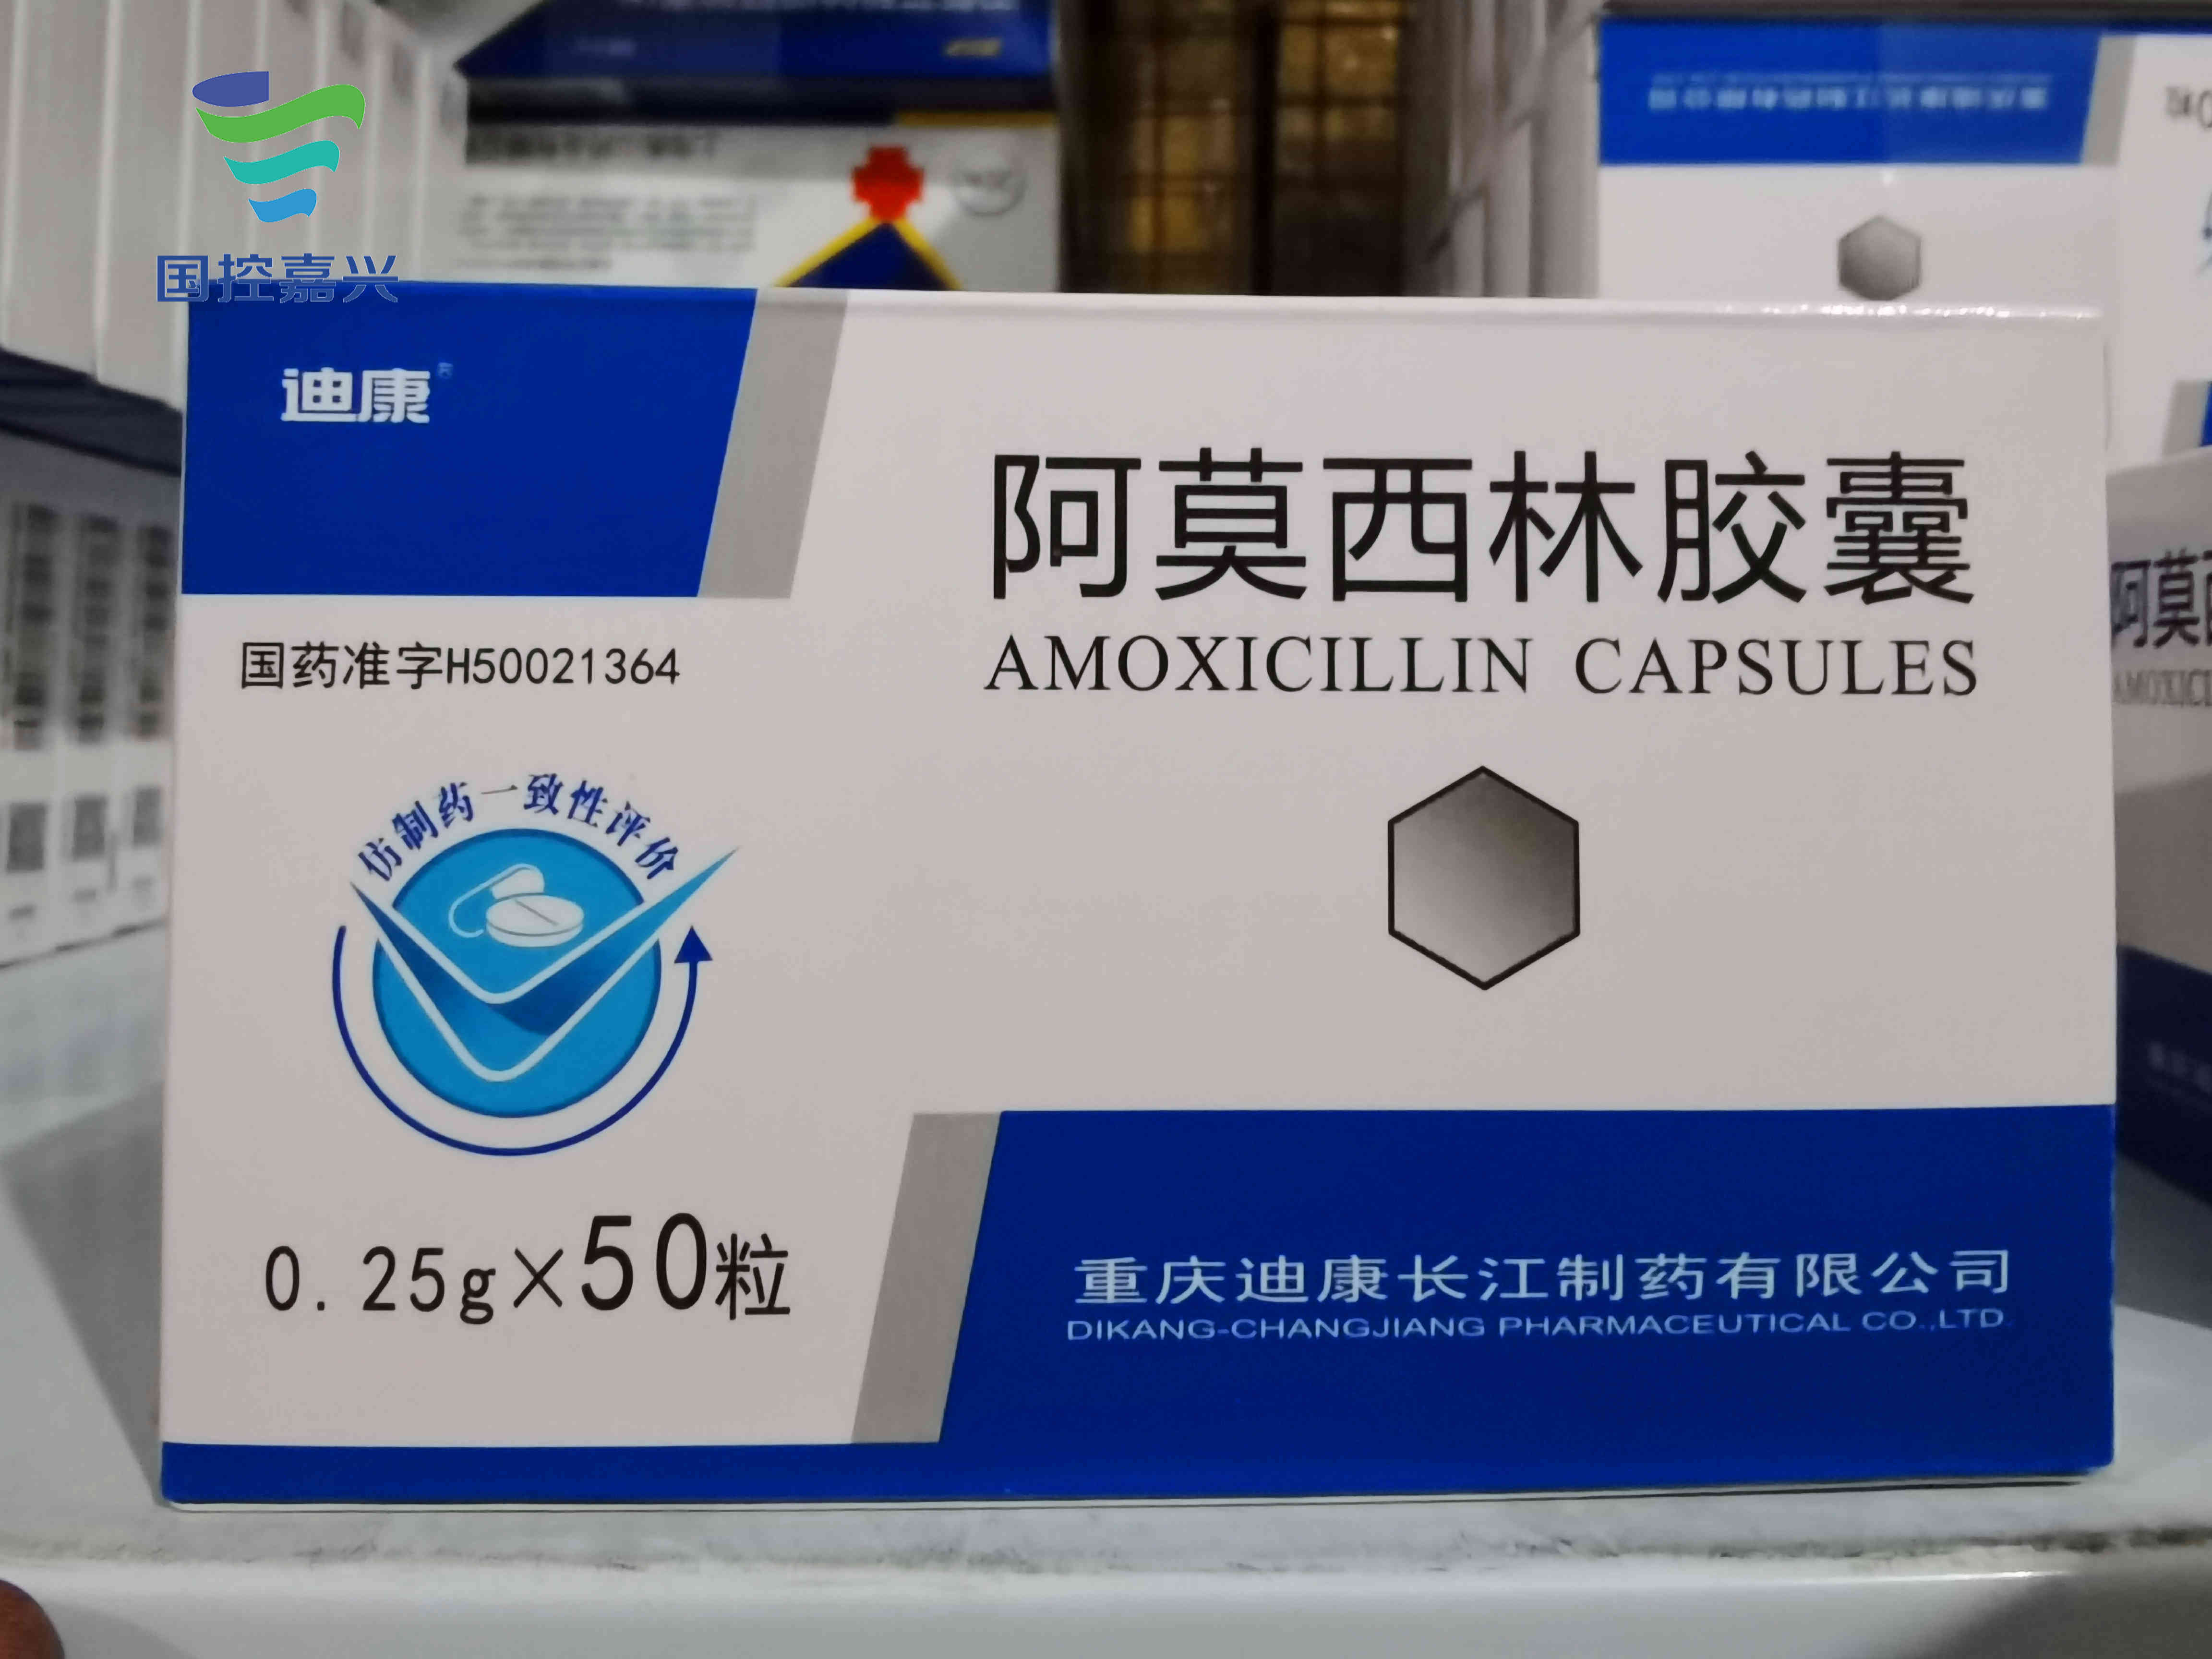 国控嘉兴
迪康
阿莫西林胶囊
AMOXICILLIN CAPSULES
国药准字H50021364
仿制药一致性评价
0.25g×50粒
重庆迪康长江制药有限公司
DIKANG-CHANGJIANG PHARMACEUTICAL CO.,LTD.
阿莫西
AMOXICI